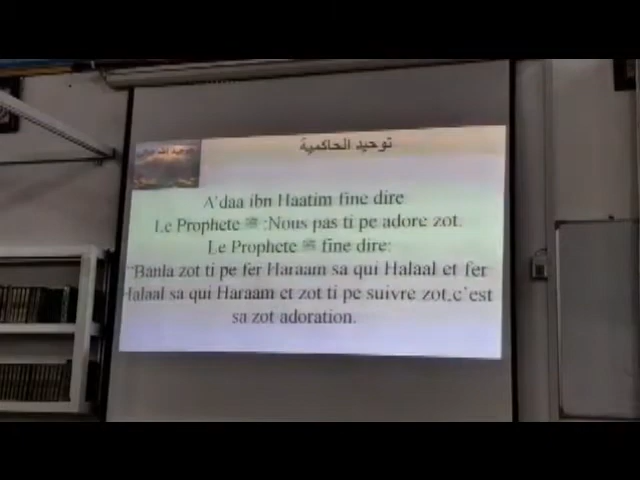 توحيد الحاكمية
A'daa ibn Haatim fine dire
Le Prophete ﷺ :Nous pas ti pe adore zot.
Le Prophete ﷺ fine dire:
"Banla zot ti pe fer Haraam sa qui Halaal et fer
Halaal sa qui Haraam et zot ti pe suivre zot,c'est
sa zot adoration.